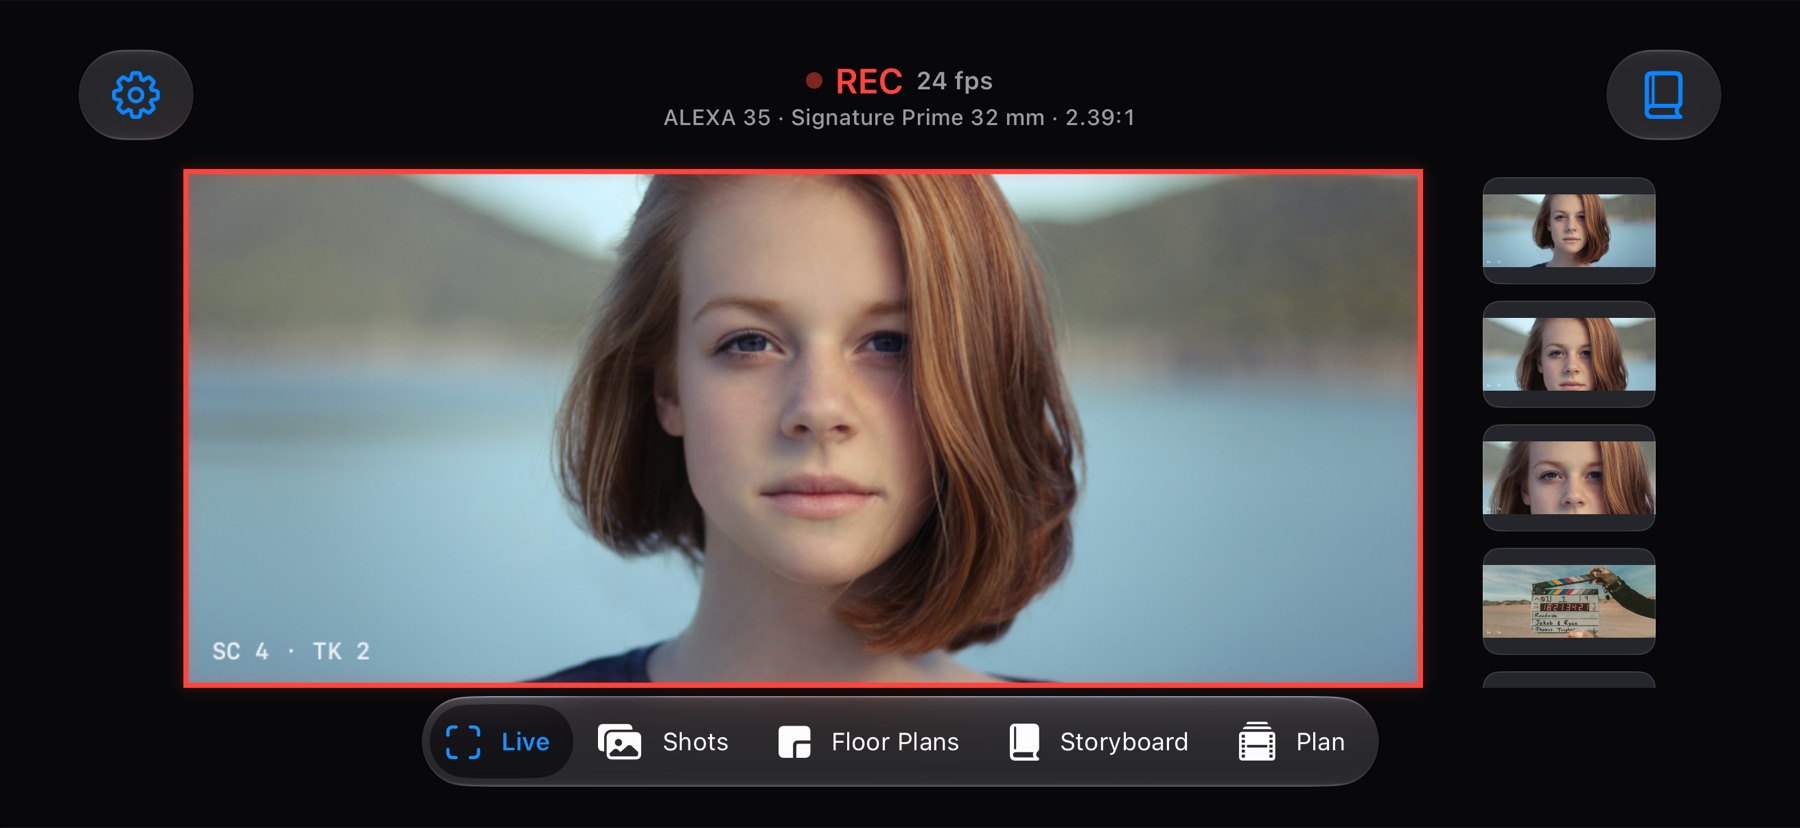 REC 24 fps
ALEXA 35 · Signature Prime 32 mm · 2.39:1
SC 4 · TK 2
Live
Shots
Floor Plans
Storyboard
Plan